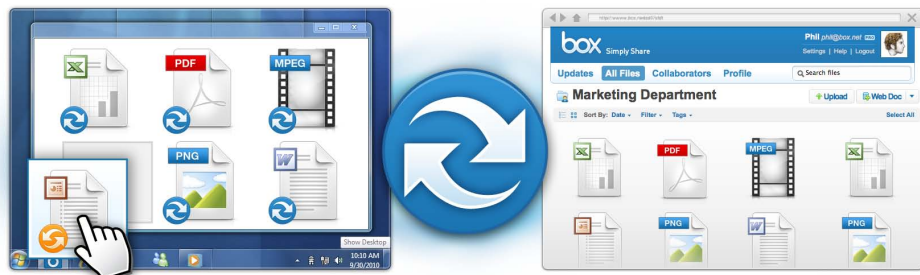 PDF
MPEG
PNG
W
Show Desktop
10:10 AM
9/30/2010
box Simply Share
Phil phil@box.net
Settings | Help | Logout
Updates All Files Collaborators Profile
Search files
Marketing Department
Upload
Web Doc
Sort By: Date Filter Tags
Select All
PDF
MPEG
PNG
W
PNG